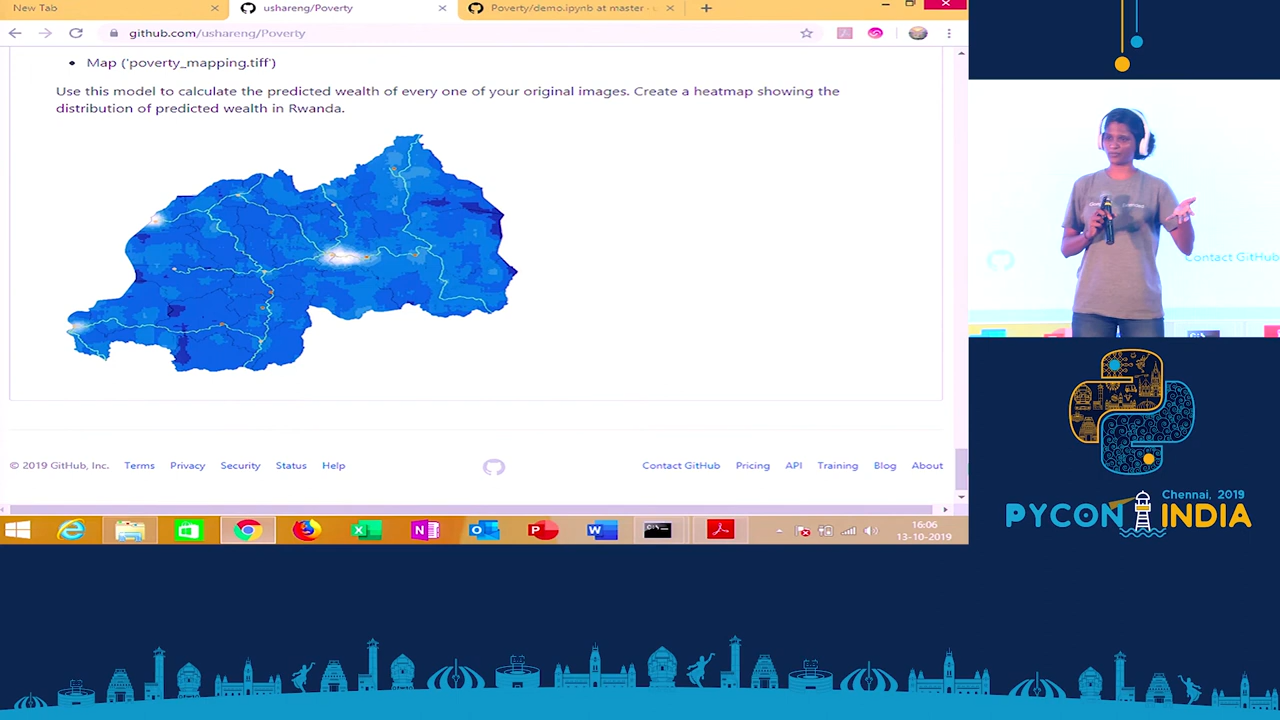 New Tab
ushareng/Poverty
Poverty/demo.ipynb at master ·
github.com/ushareng/Poverty
• Map ('poverty_mapping.tiff')
Use this model to calculate the predicted wealth of every one of your original images. Create a heatmap showing the
distribution of predicted wealth in Rwanda.
© 2019 GitHub, Inc. Terms Privacy Security Status Help
Contact GitHub Pricing API Training Blog About
16:06
13-10-2019
Contact GitHub
Chennai, 2019
PYCON INDIA